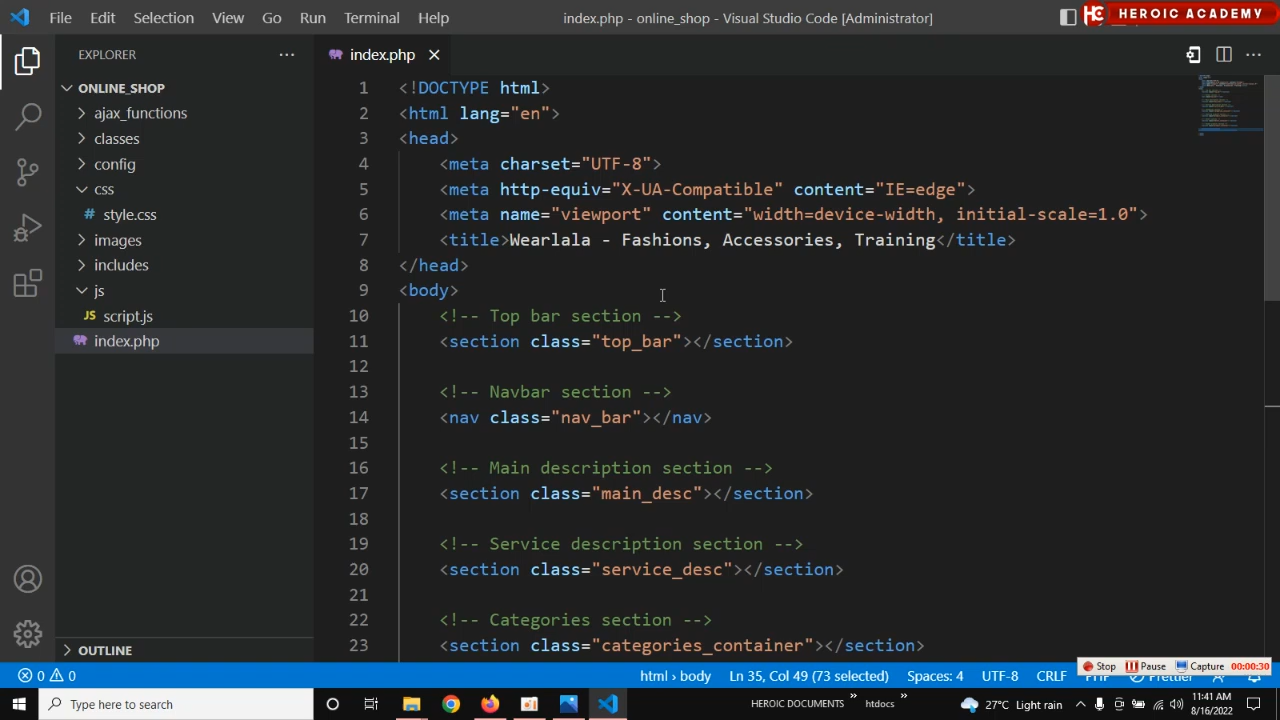 File Edit Selection View Go Run Terminal Help
index.php - online_shop - Visual Studio Code [Administrator]
HC HEROIC ACADEMY
EXPLORER
ONLINE_SHOP
ajax_functions
classes
config
css
# style.css
images
includes
js
JS script.js
index.php
OUTLINE
index.php
1 <!DOCTYPE html>
2 <html lang="en">
3 <head>
4 <meta charset="UTF-8">
5 <meta http-equiv="X-UA-Compatible" content="IE=edge">
6 <meta name="viewport" content="width=device-width, initial-scale=1.0">
7 <title>Wearlala - Fashions, Accessories, Training</title>
8 </head>
9 <body>
10 <!-- Top bar section -->
11 <section class="top_bar"></section>
12
13 <!-- Navbar section -->
14 <nav class="nav_bar"></nav>
15
16 <!-- Main description section -->
17 <section class="main_desc"></section>
18
19 <!-- Service description section -->
20 <section class="service_desc"></section>
21
22 <!-- Categories section -->
23 <section class="categories_container"></section>
Stop Pause Capture 00:00:30
0 0
html › body Ln 35, Col 49 (73 selected) Spaces: 4 UTF-8 CRLF
Type here to search
HEROIC DOCUMENTS » htdocs »
27°C Light rain
11:41 AM
8/16/2022